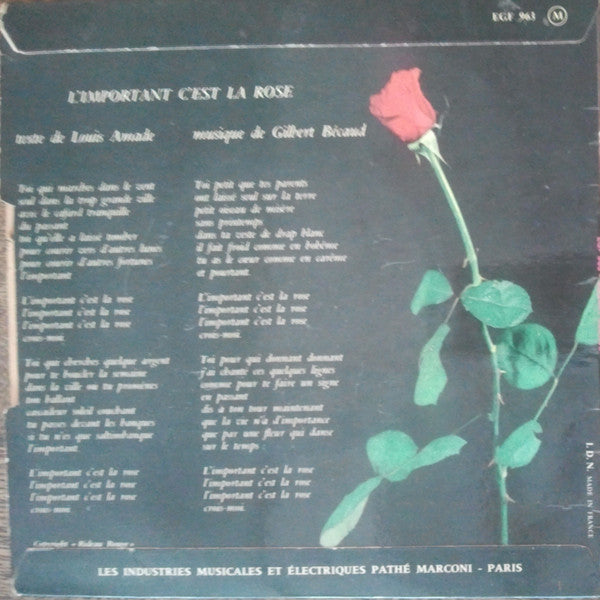 EGF 963 M
L'IMPORTANT C'EST LA ROSE
texte de Louis Amade
musique de Gilbert Bécaud
Toi qui marches dans le vent
seul dans la trop grande ville
avec le cafard tranquille
du passant
toi qu'elle a laissé tomber
pour courir vers d'autres lunes
pour courir d'autres fortunes
l'important
L'important c'est la rose
l'important c'est la rose
l'important c'est la rose
crois-moi.
Toi qui cherches quelque argent
pour te boucler la semaine
dans la ville où tu promènes
ton ballant
cascadeur soleil couchant
tu passes devant les banques
si tu n'es que saltimbanque
l'important
L'important c'est la rose
l'important c'est la rose
l'important c'est la rose
crois-moi.
Copyright « Rideau Rouge »
Toi petit que tes parents
ont laissé seul sur la terre
petit oiseau de misère
sans printemps
dans ta veste de drap blanc
il fait froid comme en bohème
tu as le cœur comme en carême
et pourtant.
L'important c'est la rose
l'important c'est la rose
l'important c'est la rose
crois-moi.
Toi pour qui donnant donnant
j'ai chanté ces quelques lignes
comme pour te faire un signe
en passant
dis à ton tour maintenant
que la vie n'a d'importance
que par une fleur qui danse
sur le temps
L'important c'est la rose
l'important c'est la rose
l'important c'est la rose
crois-moi.
I.D.N. MADE IN FRANCE
LES INDUSTRIES MUSICALES ET ÉLECTRIQUES PATHÉ MARCONI - PARIS